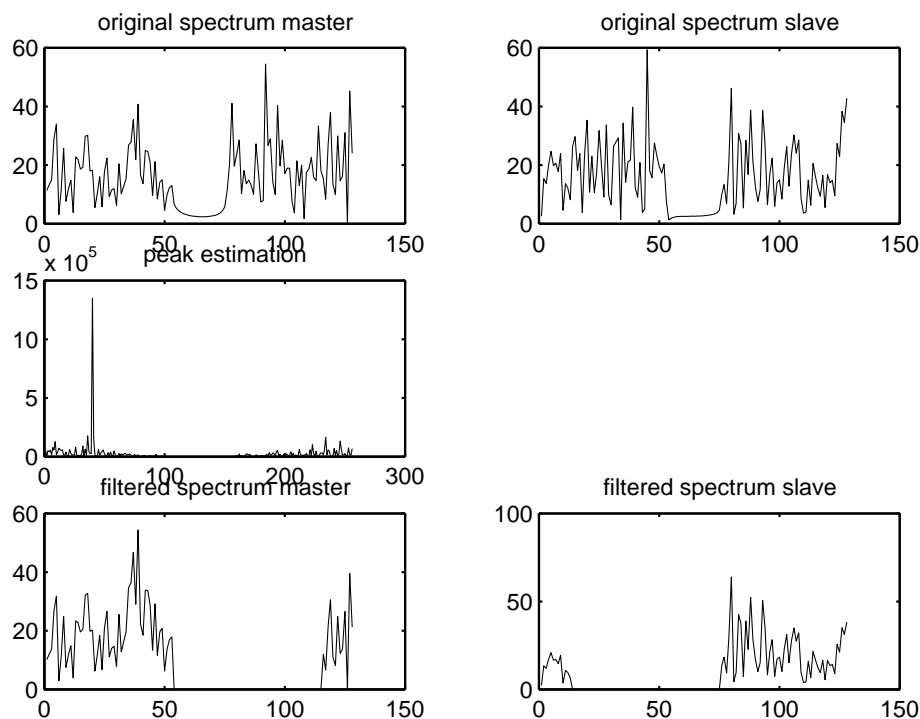 original spectrum master
60
40
20
0
0 50 100 150
original spectrum slave
60
40
20
0
0 50 100 150
peak estimation
x 10^5
15
10
5
0
0 100 200 300
filtered spectrum master
60
40
20
0
0 50 100 150
filtered spectrum slave
100
50
0
0 50 100 150